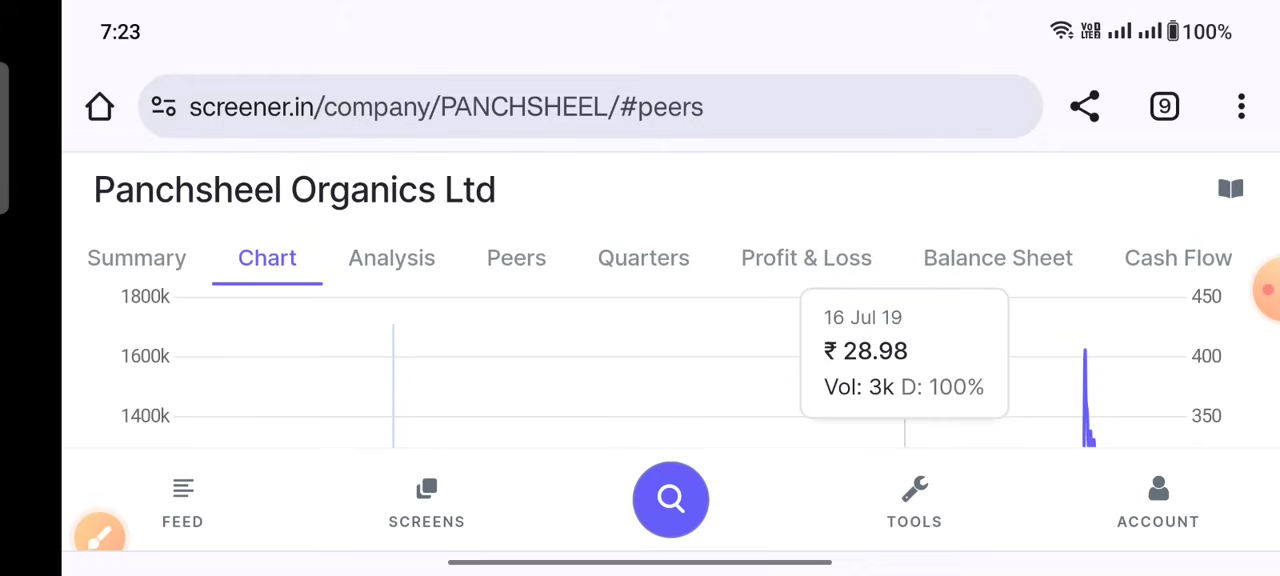 7:23
VoD LTED 100%
screener.in/company/PANCHSHEEL/#peers
9
Panchsheel Organics Ltd
Summary Chart Analysis Peers Quarters Profit & Loss Balance Sheet Cash Flow
1800k 450
16 Jul 19
₹ 28.98
1600k 400
Vol: 3k D: 100%
1400k 350
FEED SCREENS TOOLS ACCOUNT